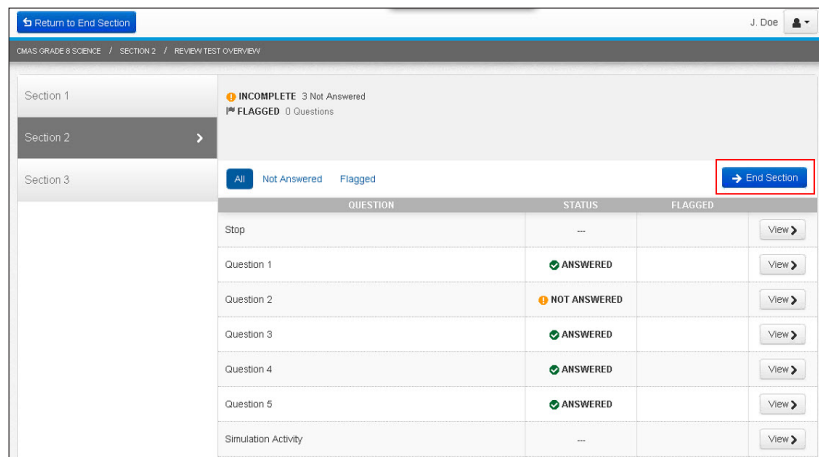 Return to End Section
J. Doe
CMAS GRADE 8 SCIENCE / SECTION 2 / REVIEW TEST OVERVIEW
Section 1
Section 2
Section 3
INCOMPLETE 3 Not Answered
FLAGGED 0 Questions
All Not Answered Flagged
End Section
QUESTION STATUS FLAGGED
Stop --- View
Question 1 ANSWERED View
Question 2 NOT ANSWERED View
Question 3 ANSWERED View
Question 4 ANSWERED View
Question 5 ANSWERED View
Simulation Activity --- View